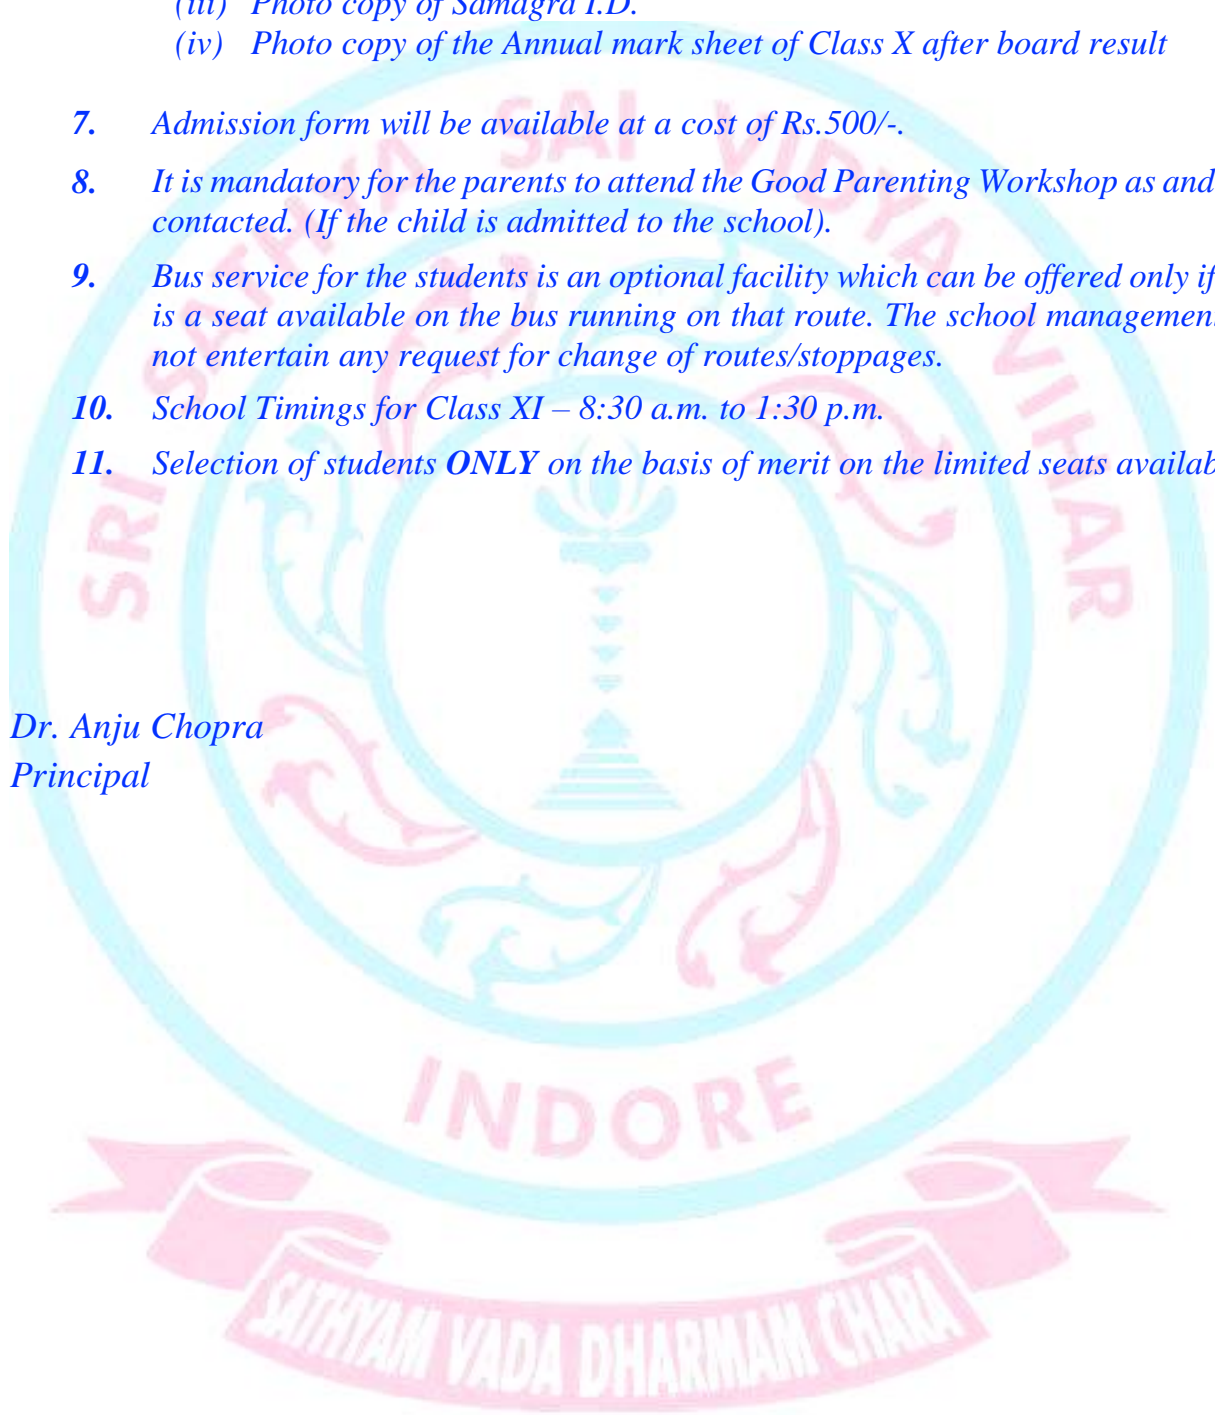 (iii) Photo copy of Samagra I.D.
(iv) Photo copy of the Annual mark sheet of Class X after board result
7. Admission form will be available at a cost of Rs.500/-.
8. It is mandatory for the parents to attend the Good Parenting Workshop as and
contacted. (If the child is admitted to the school).
9. Bus service for the students is an optional facility which can be offered only if
is a seat available on the bus running on that route. The school management
not entertain any request for change of routes/stoppages.
10. School Timings for Class XI – 8:30 a.m. to 1:30 p.m.
11. Selection of students ONLY on the basis of merit on the limited seats availab
Dr. Anju Chopra
Principal
SRI SATHYA SAI VIDYA VIHAR
INDORE
SATHYAM VADA DHARMAM CHARA